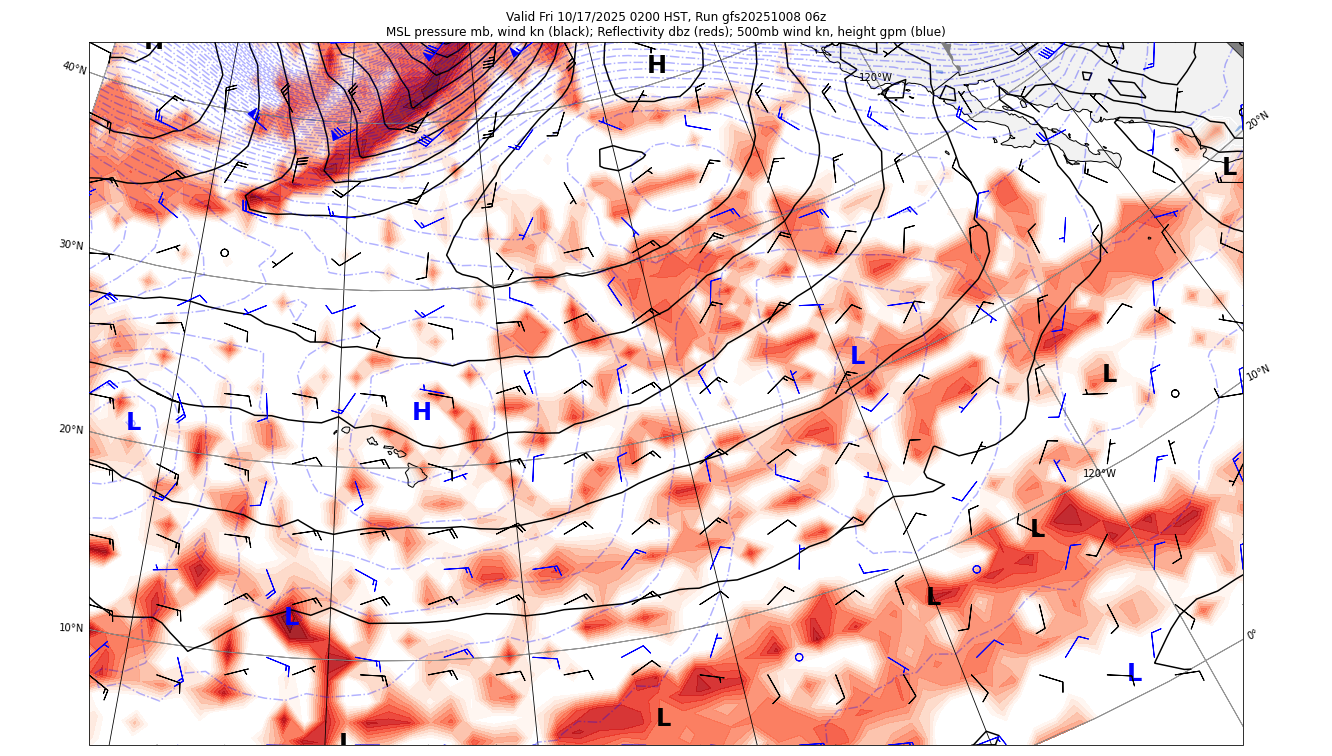 Valid Fri 10/17/2025 0200 HST, Run gfs20251008 06z
MSL pressure mb, wind kn (black); Reflectivity dbz (reds); 500mb wind kn, height gpm (blue)
H
H
40°N
120°W
20°N
L
30°N
L
L
10°N
H
L
20°N
120°W
L
L
L
10°N
0°
L
L
L